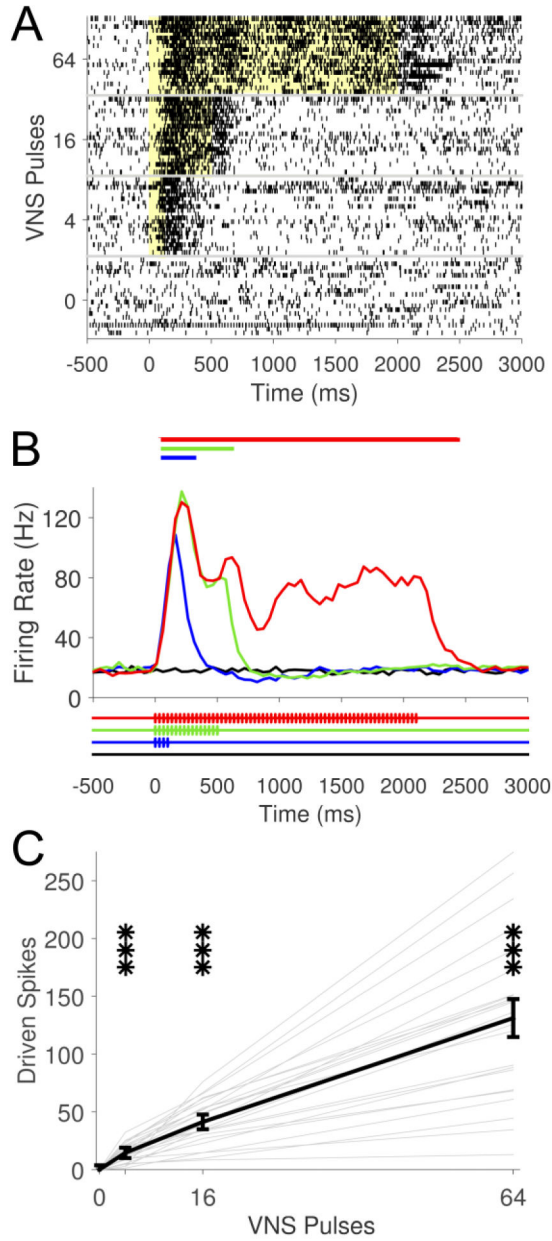 A
VNS Pulses
64
16
4
0
-500 0 500 1000 1500 2000 2500 3000
Time (ms)
B
Firing Rate (Hz)
120
80
40
0
-500 0 500 1000 1500 2000 2500 3000
Time (ms)
C
Driven Spikes
250
200
150
100
50
0
0 16 64
VNS Pulses